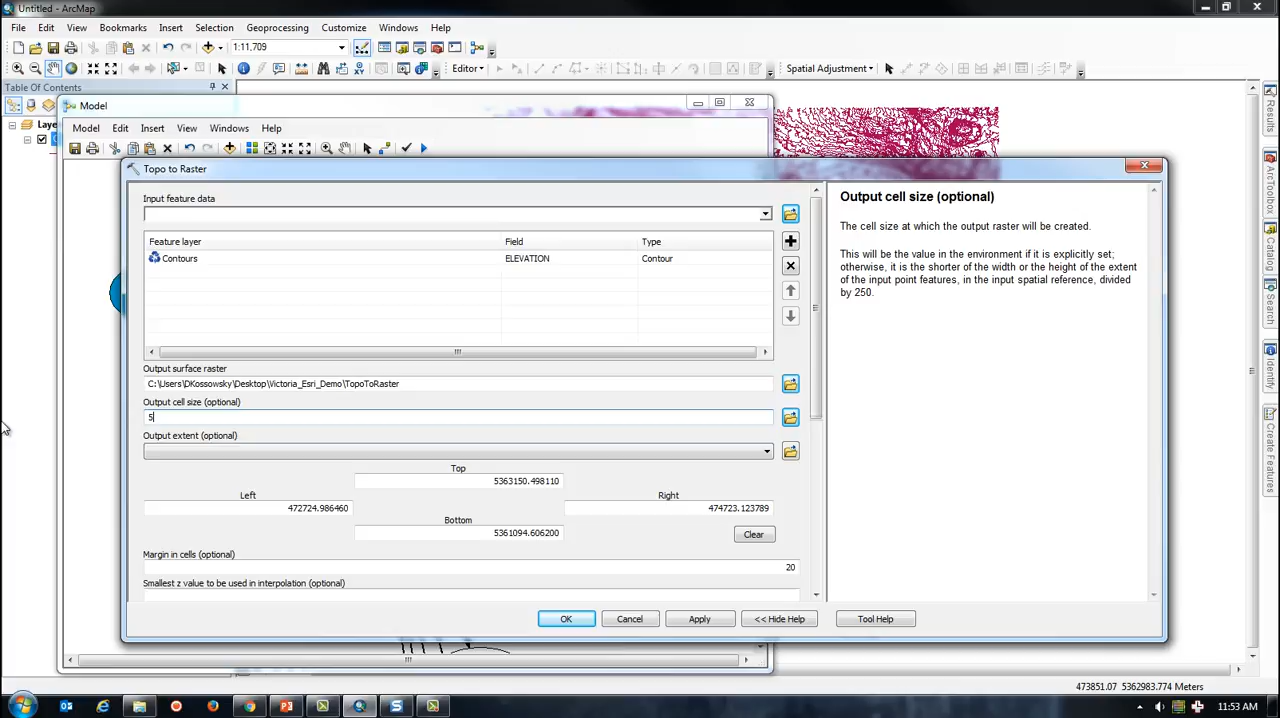 Untitled - ArcMap
File Edit View Bookmarks Insert Selection Geoprocessing Customize Windows Help
1:11,709
Editor
Spatial Adjustment
Table Of Contents
Laye
Model
Model Edit Insert View Windows Help
Topo to Raster
Input feature data
Feature layer Field Type
Contours ELEVATION Contour
Output surface raster
C:\Users\DKossowsky\Desktop\Victoria_Esri_Demo\TopoToRaster
Output cell size (optional)
5
Output extent (optional)
Top
5363150.498110
Left Right
472724.986460 474723.123789
Bottom
5361094.606200
Clear
Margin in cells (optional)
20
Smallest z value to be used in interpolation (optional)
OK Cancel Apply << Hide Help Tool Help
Output cell size (optional)
The cell size at which the output raster will be created.
This will be the value in the environment if it is explicitly set;
otherwise, it is the shorter of the width or the height of the extent
of the input point features, in the input spatial reference, divided
by 250.
Results
ArcToolbox
Catalog
Search
Identify
Create Features
473851.07 5362983.774 Meters
11:53 AM